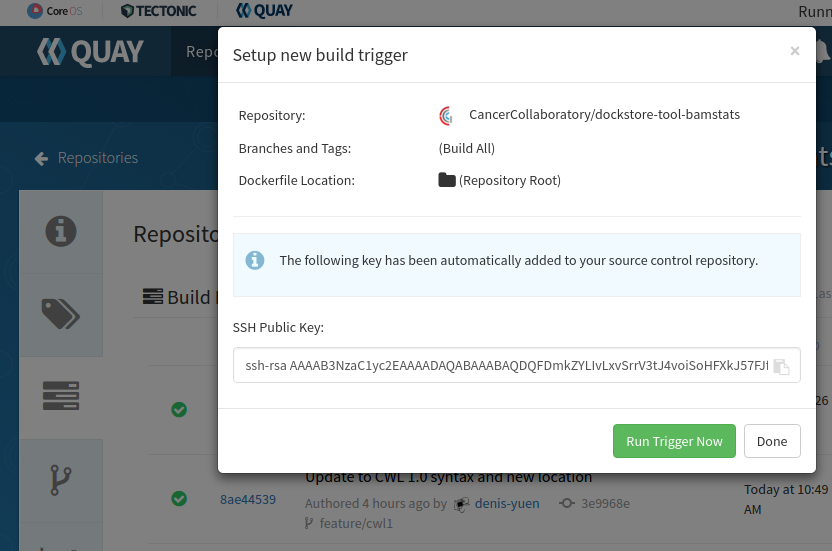 CoreOS TECTONIC QUAY Runn
QUAY Repo
Setup new build trigger ×
Repository: CancerCollaboratory/dockstore-tool-bamstats
Branches and Tags: (Build All)
← Repositories ts
Dockerfile Location: (Repository Root)
Reposito
The following key has been automatically added to your source control repository.
Build
SSH Public Key:
ssh-rsa AAAAB3NzaC1yc2EAAAADAQABAAABAQDQFDmkZYLIvLxvSrrV3tJ4voiSoHFXkJ57FJf
26
Run Trigger Now Done
Update to CWL 1.0 syntax and new location
8ae44539 Today at 10:49
Authored 4 hours ago by denis-yuen 3e9968e
AM
feature/cwl1